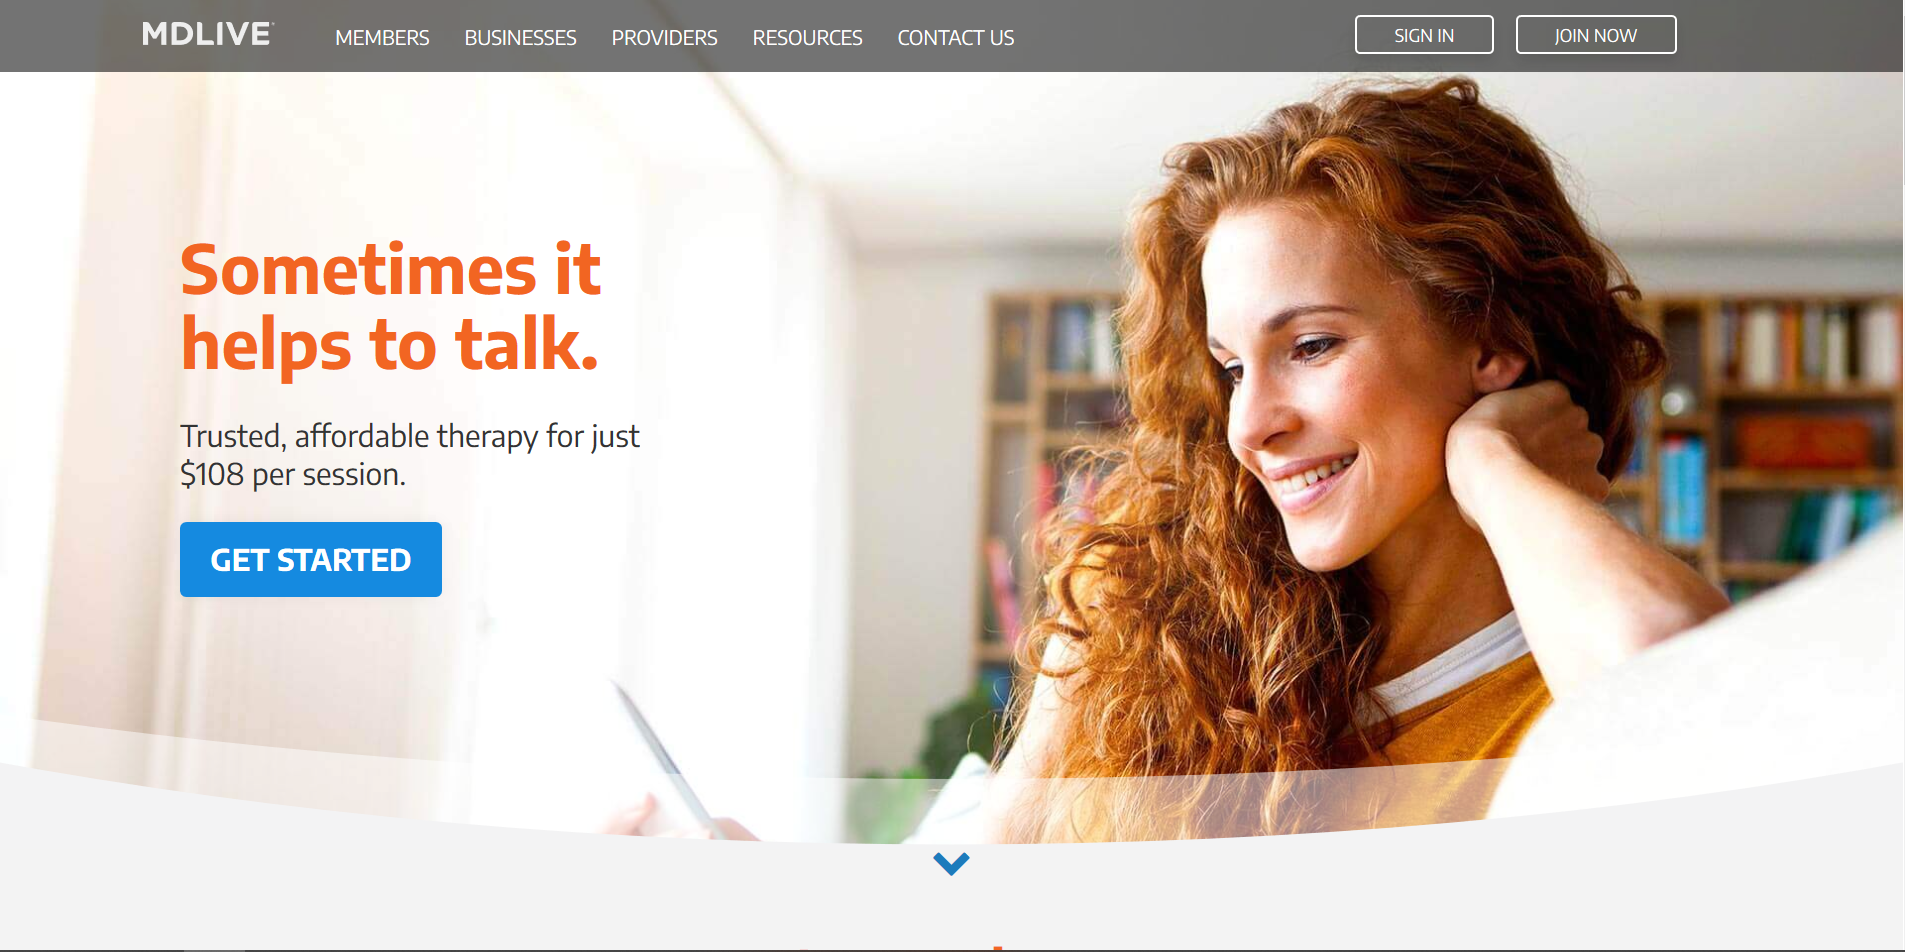 MDLIVE
MEMBERS
BUSINESSES
PROVIDERS
RESOURCES
CONTACT US
SIGN IN
JOIN NOW
Sometimes it
helps to talk.
Trusted, affordable therapy for just
$108 per session.
GET STARTED